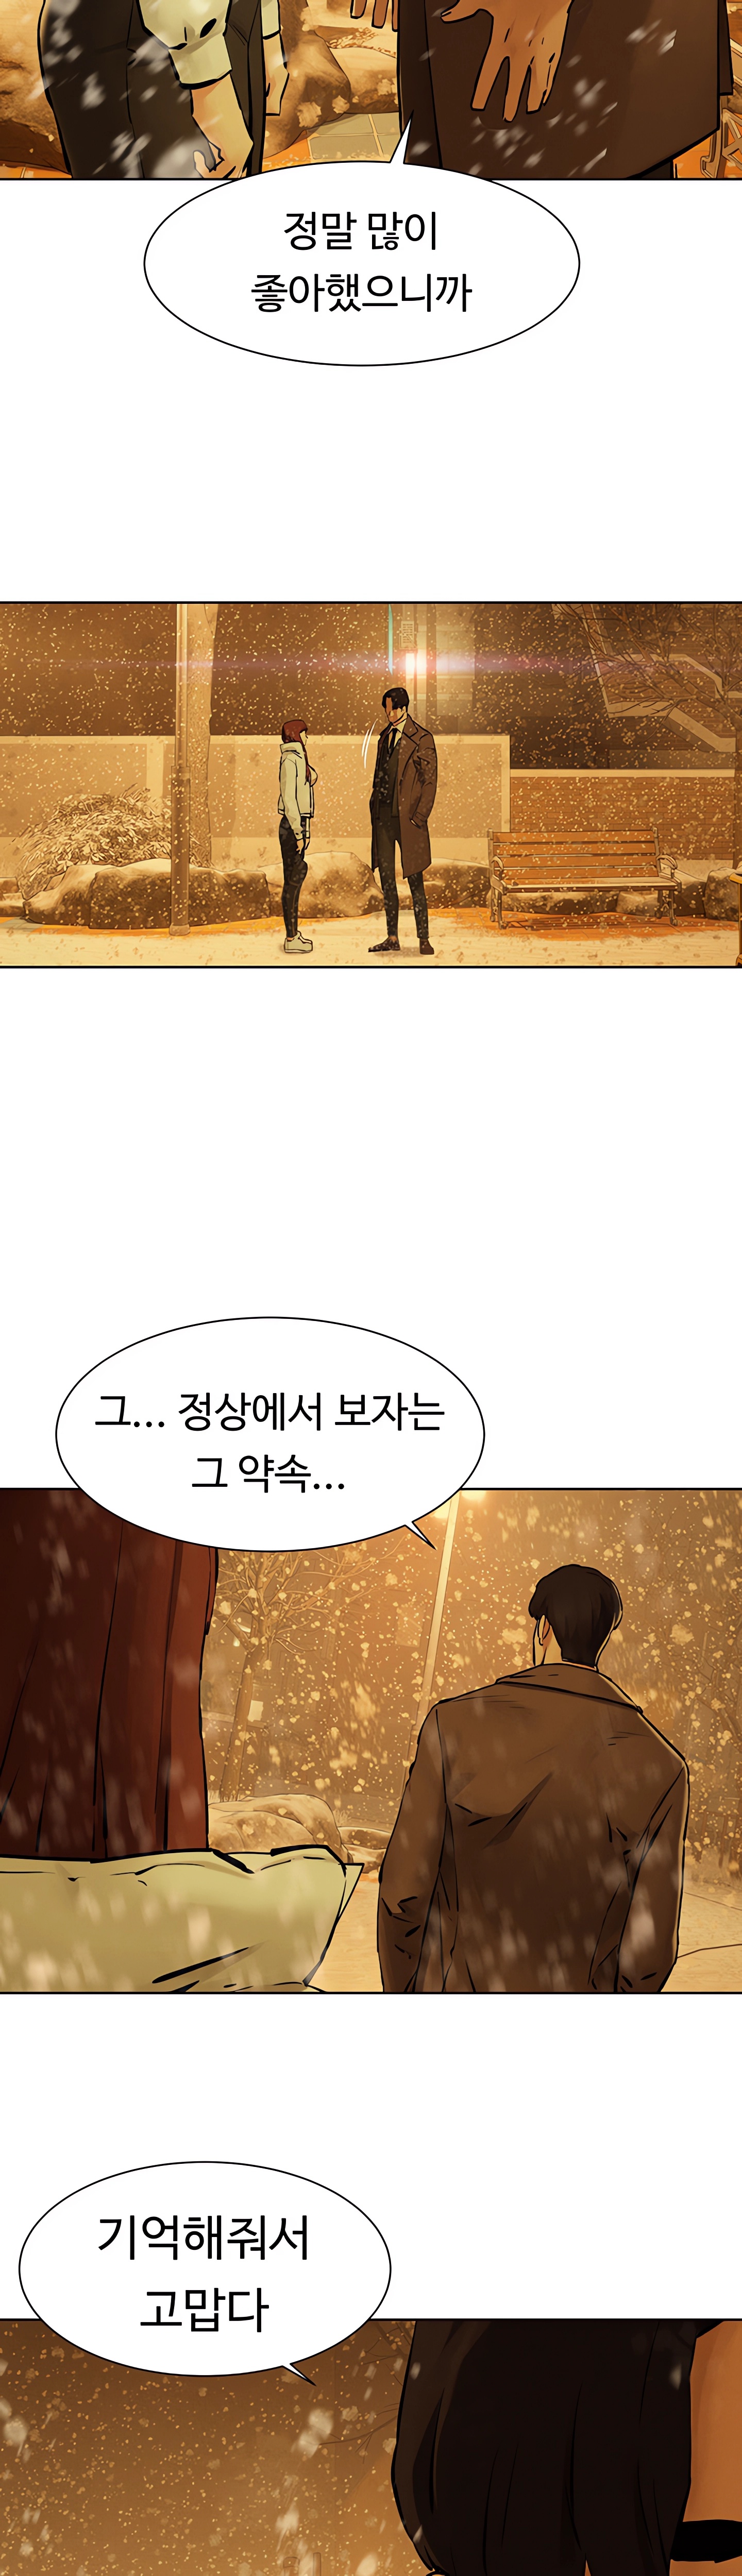 정말 많이
좋아했으니까
그... 정상에서 보자는
그 약속...
기억해줘서
고맙다